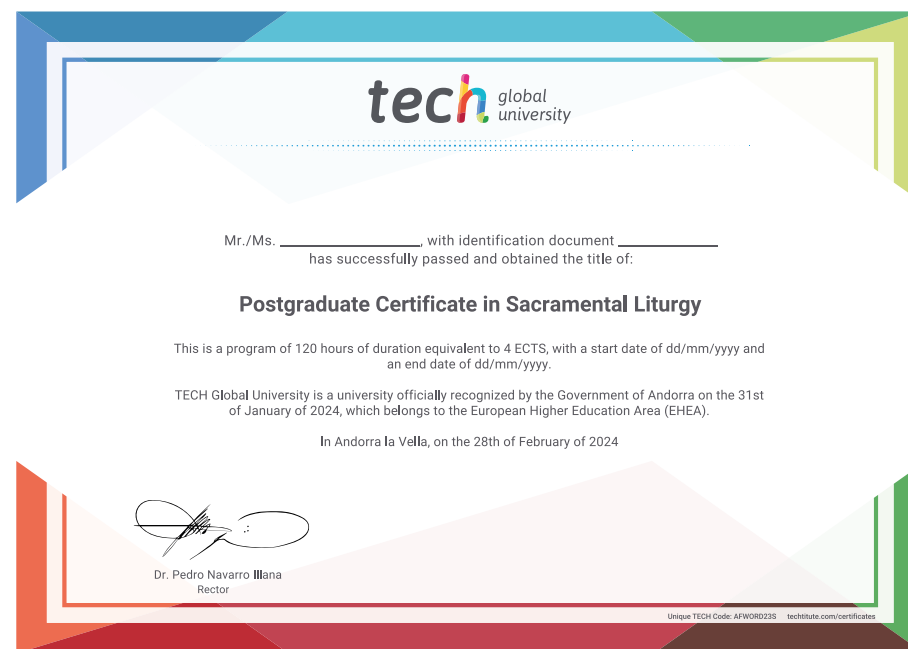 tech global university
Mr./Ms. ____________, with identification document ____________
has successfully passed and obtained the title of:
Postgraduate Certificate in Sacramental Liturgy
This is a program of 120 hours of duration equivalent to 4 ECTS, with a start date of dd/mm/yyyy and
an end date of dd/mm/yyyy.
TECH Global University is a university officially recognized by the Government of Andorra on the 31st
of January of 2024, which belongs to the European Higher Education Area (EHEA).
In Andorra la Vella, on the 28th of February of 2024
Dr. Pedro Navarro Illana
Rector
Unique TECH Code: AFWORD23S techtitute.com/certificates